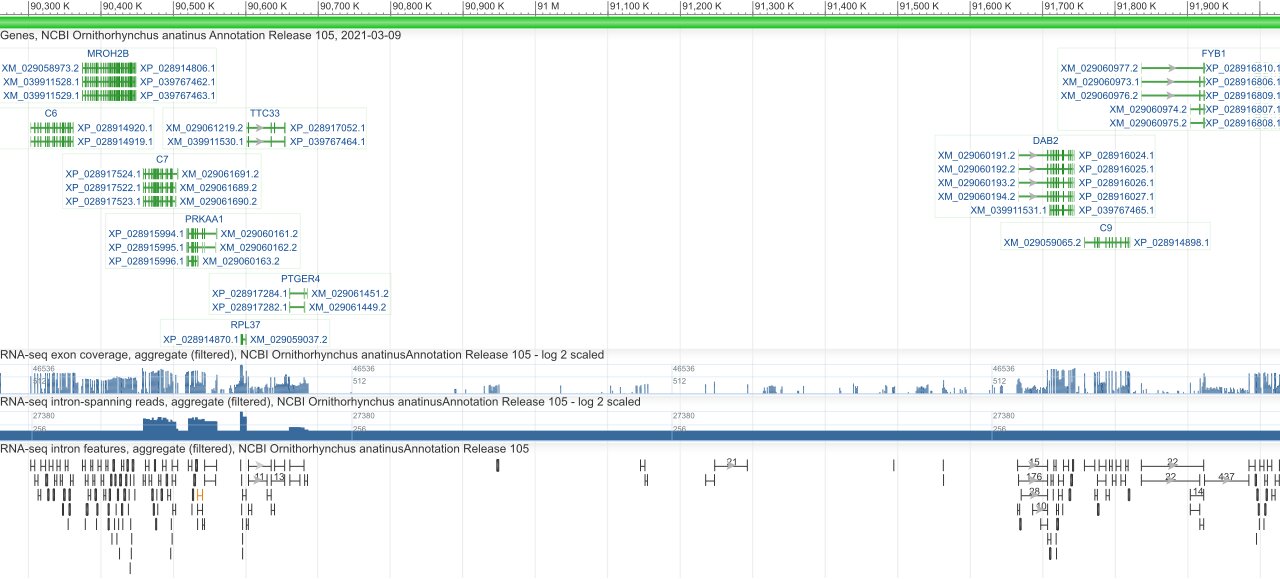 90,300 K 90,400 K 90,500 K 90,600 K 90,700 K 90,800 K 90,900 K 91 M 91,100 K 91,200 K 91,300 K 91,400 K 91,500 K 91,600 K 91,700 K 91,800 K 91,900 K
Genes, NCBI Ornithorhynchus anatinus Annotation Release 105, 2021-03-09
MROH2B FYB1
XM_029058973.2 XP_028914806.1 XM_029060977.2 XP_028916810.1
XM_039911528.1 XP_039767462.1 XM_029060973.1 XP_028916806.1
XM_039911529.1 XP_039767463.1 XM_029060976.2 XP_028916809.1
XM_029060974.2 XP_028916807.1
C6 TTC33
XM_029060975.2 XP_028916808.1
XP_028914920.1 XM_029061219.2 XP_028917052.1
XP_028914919.1 XM_039911530.1 XP_039767464.1
DAB2
XM_029060191.2 XP_028916024.1
C7
XM_029060192.2 XP_028916025.1
XP_028917524.1 XM_029061691.2
XM_029060193.2 XP_028916026.1
XP_028917522.1 XM_029061689.2
XM_029060194.2 XP_028916027.1
XP_028917523.1 XM_029061690.2
XM_039911531.1 XP_039767465.1
PRKAA1
C9
XP_028915994.1 XM_029060161.2
XM_029059065.2 XP_028914898.1
XP_028915995.1 XM_029060162.2
XP_028915996.1 XM_029060163.2
PTGER4
XP_028917284.1 XM_029061451.2
XP_028917282.1 XM_029061449.2
RPL37
XP_028914870.1 XM_029059037.2
RNA-seq exon coverage, aggregate (filtered), NCBI Ornithorhynchus anatinusAnnotation Release 105 - log 2 scaled
46536 46536 46536 46536
512 512 512 512
RNA-seq intron-spanning reads, aggregate (filtered), NCBI Ornithorhynchus anatinusAnnotation Release 105 - log 2 scaled
27380 27380 27380 27380
256 256 256 256
RNA-seq intron features, aggregate (filtered), NCBI Ornithorhynchus anatinusAnnotation Release 105
21 15 22
11 13 176 22 437
28 14
10